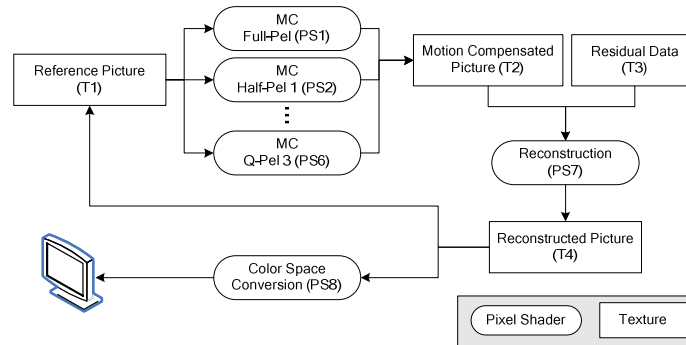 MC
Full-Pel (PS1)
Reference Picture
(T1)
MC
Half-Pel 1 (PS2)
MC
Q-Pel 3 (PS6)
Motion Compensated
Picture (T2)
Residual Data
(T3)
Reconstruction
(PS7)
Reconstructed Picture
(T4)
Color Space
Conversion (PS8)
Pixel Shader
Texture